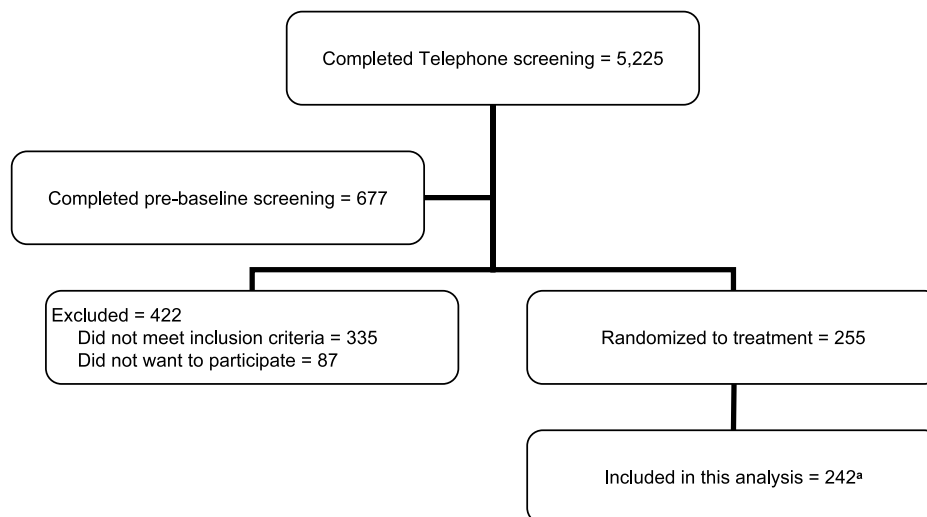 Completed Telephone screening = 5,225
Completed pre-baseline screening = 677
Excluded = 422
Did not meet inclusion criteria = 335
Did not want to participate = 87
Randomized to treatment = 255
Included in this analysis = 242ᵃ